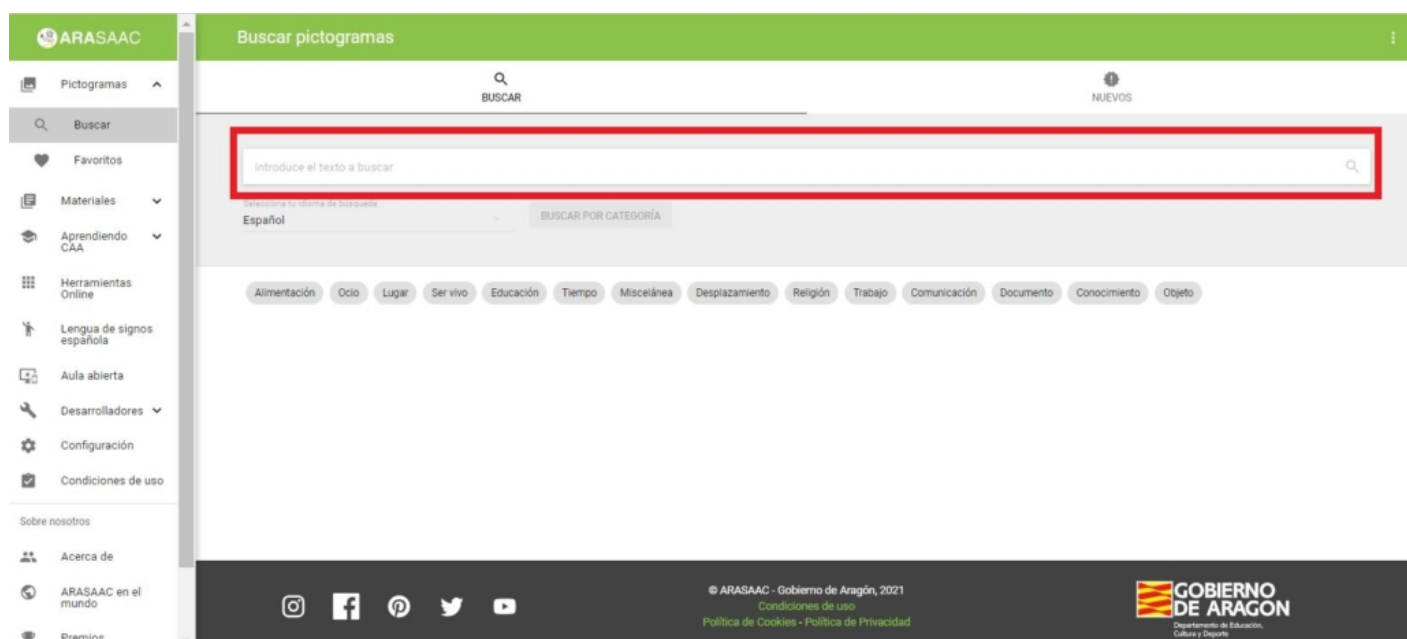 ARASAAC
Buscar pictogramas
Pictogramas
BUSCAR
NUEVOS
Buscar
Favoritos
Introduce el texto a buscar
Selecciona tu idioma de búsqueda
Español
BUSCAR POR CATEGORÍA
Materiales
Aprendiendo
CAA
Herramientas
Online
Alimentación Ocio Lugar Ser vivo Educación Tiempo Miscelánea Desplazamiento Religión Trabajo Comunicación Documento Conocimiento Objeto
Lengua de signos
española
Aula abierta
Desarrolladores
Configuración
Condiciones de uso
Sobre nosotros
Acerca de
ARASAAC en el
mundo
Premios
© ARASAAC - Gobierno de Aragón, 2021
Condiciones de uso
Política de Cookies - Política de Privacidad
GOBIERNO
DE ARAGON
Departamento de Educación,
Cultura y Deporte